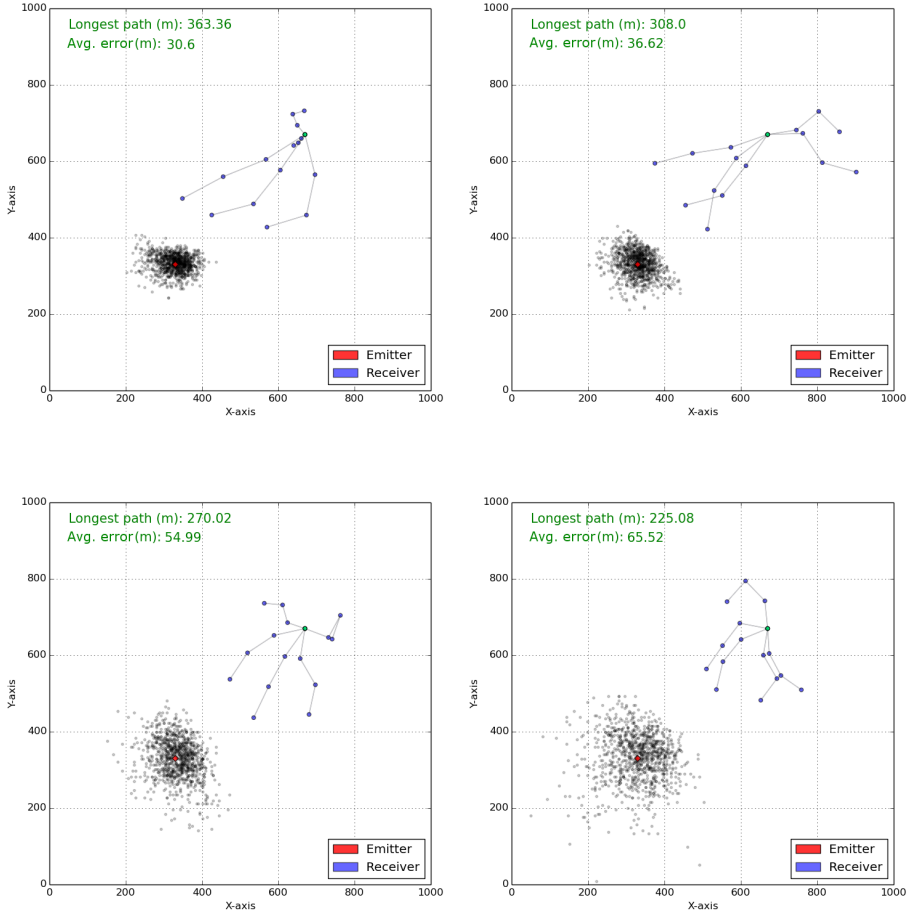 Longest path (m): 363.36
Avg. error(m): 30.6
1000
800
600
400
200
0
Y-axis
0 200 400 600 800 1000
X-axis
Emitter
Receiver
Longest path (m): 308.0
Avg. error(m): 36.62
1000
800
600
400
200
0
Y-axis
0 200 400 600 800 1000
X-axis
Emitter
Receiver
Longest path (m): 270.02
Avg. error(m): 54.99
1000
800
600
400
200
0
Y-axis
0 200 400 600 800 1000
X-axis
Emitter
Receiver
Longest path (m): 225.08
Avg. error(m): 65.52
1000
800
600
400
200
0
Y-axis
0 200 400 600 800 1000
X-axis
Emitter
Receiver